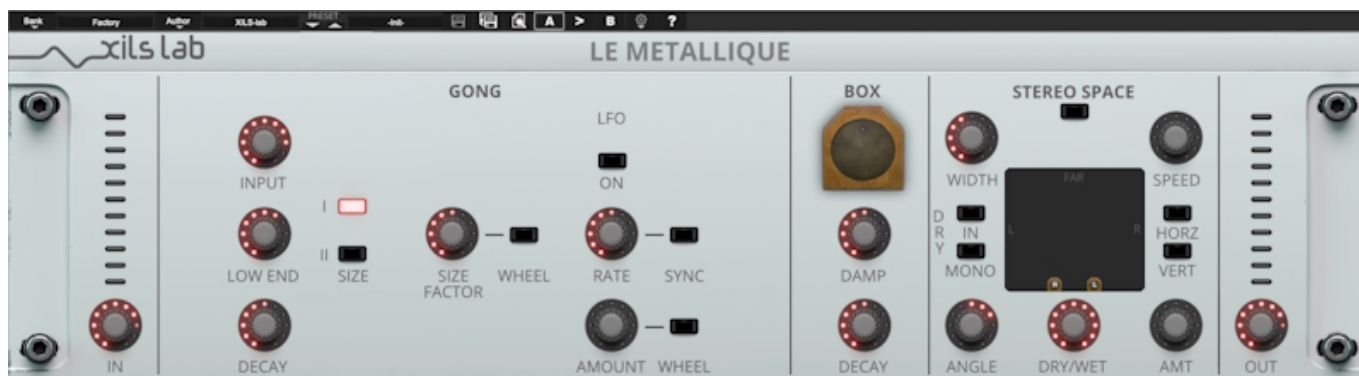 Bank Factory Author XILS-lab PRESET -Init- A > B ?
xils lab LE METALLIQUE
GONG BOX STEREO SPACE
LFO
INPUT ON WIDTH FAR SPEED
I
DRY IN L R HORZ
MONO VERT
II
LOW END SIZE SIZE FACTOR WHEEL RATE SYNC DAMP
R L
IN DECAY AMOUNT WHEEL DECAY ANGLE DRY/WET AMT OUT